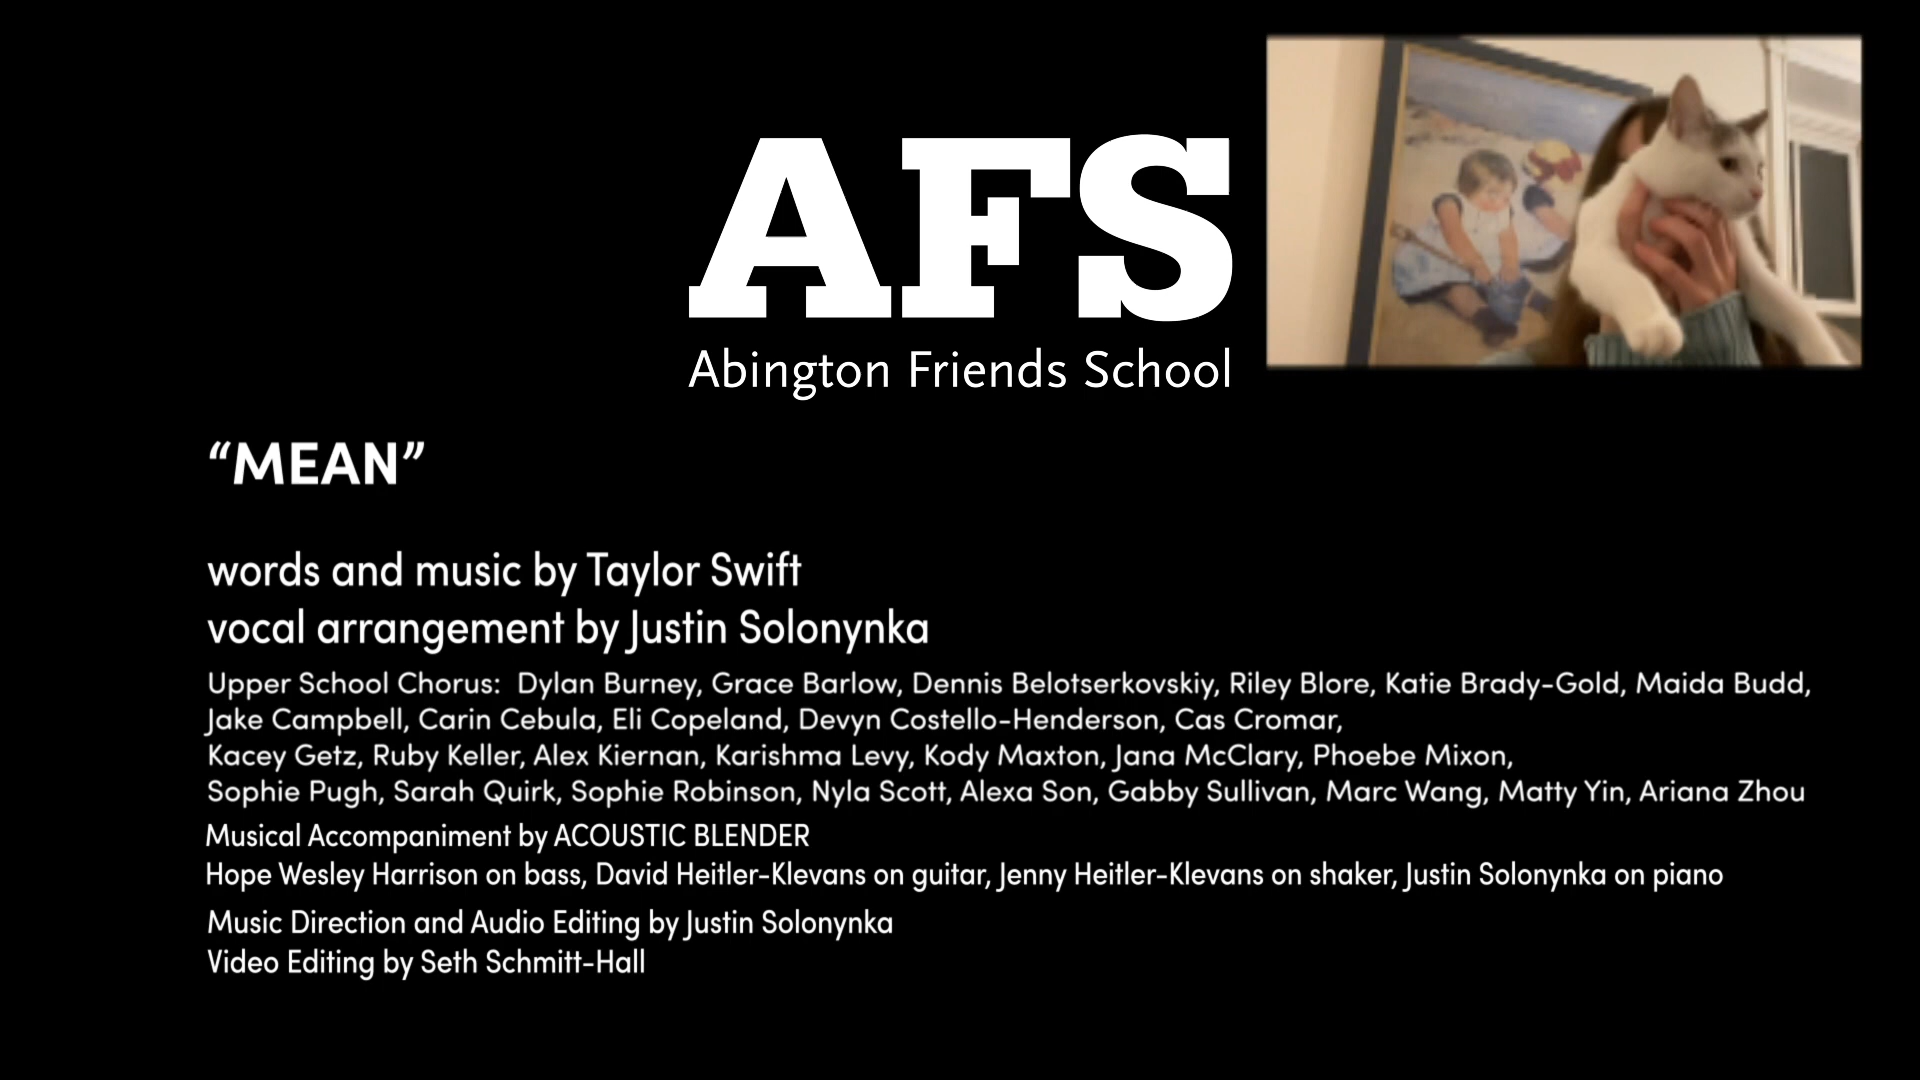 AFS
Abington Friends School
“MEAN”
words and music by Taylor Swift
vocal arrangement by Justin Solonynka
Upper School Chorus:  Dylan Burney, Grace Barlow, Dennis Belotserkovskiy, Riley Blore, Katie Brady-Gold, Maida Budd,
Jake Campbell, Carin Cebula, Eli Copeland, Devyn Costello-Henderson, Cas Cromar,
Kacey Getz, Ruby Keller, Alex Kiernan, Karishma Levy, Kody Maxton, Jana McClary, Phoebe Mixon,
Sophie Pugh, Sarah Quirk, Sophie Robinson, Nyla Scott, Alexa Son, Gabby Sullivan, Marc Wang, Matty Yin, Ariana Zhou
Musical Accompaniment by ACOUSTIC BLENDER
Hope Wesley Harrison on bass, David Heitler-Klevans on guitar, Jenny Heitler-Klevans on shaker, Justin Solonynka on piano
Music Direction and Audio Editing by Justin Solonynka
Video Editing by Seth Schmitt-Hall